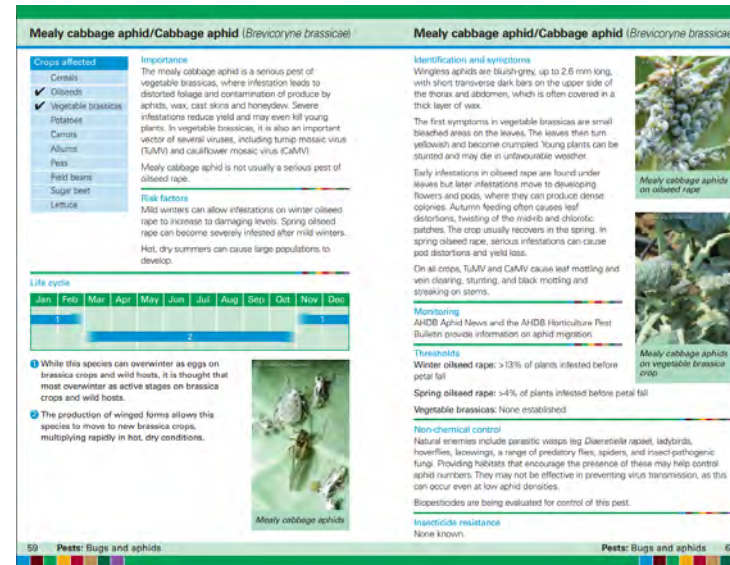 Mealy cabbage aphid/Cabbage aphid (Brevicoryne brassicae)
Crops affected
Cereals
✔ Oilseeds
✔ Vegetable brassicas
Potatoes
Carrots
Alliums
Peas
Field beans
Sugar beet
Lettuce
Importance
The mealy cabbage aphid is a serious pest of
vegetable brassicas, where infestation leads to
distorted foliage and contamination of produce by
aphids, wax, cast skins and honeydew. Severe
infestations reduce yield and may even kill young
plants. In vegetable brassicas, it is also an important
vector of several viruses, including turnip mosaic virus
(TuMV) and cauliflower mosaic virus (CaMV).
Mealy cabbage aphid is not usually a serious pest of
oilseed rape.
Risk factors
Mild winters can allow infestations on winter oilseed
rape to increase to damaging levels. Spring oilseed
rape can become severely infested after mild winters.
Hot, dry summers can cause large populations to
develop.
Life cycle
Jan Feb Mar Apr May Jun Jul Aug Sep Oct Nov Dec
1 1
1
2
1 While this species can overwinter as eggs on
brassica crops and wild hosts, it is thought that
most overwinter as active stages on brassica
crops and wild hosts.
2 The production of winged forms allows this
species to move to new brassica crops,
multiplying rapidly in hot, dry conditions.
Mealy cabbage aphids
59 Pests: Bugs and aphids
Mealy cabbage aphid/Cabbage aphid (Brevicoryne brassicae
Identification and symptoms
Wingless aphids are bluish-grey, up to 2.6 mm long,
with short transverse dark bars on the upper side of
the thorax and abdomen, which is often covered in a
thick layer of wax.
The first symptoms in vegetable brassicas are small
bleached areas on the leaves. The leaves then turn
yellowish and become crumpled. Young plants can be
stunted and may die in unfavourable weather.
Early infestations in oilseed rape are found under
leaves but later infestations move to developing
flowers and pods, where they can produce dense
colonies. Autumn feeding often causes leaf
distortions, twisting of the mid-rib and chlorotic
patches. The crop usually recovers in the spring. In
spring oilseed rape, serious infestations can cause
pod distortions and yield loss.
On all crops, TuMV and CaMV cause leaf mottling and
vein clearing, stunting, and black mottling and
streaking on stems.
Mealy cabbage aphids
on oilseed rape
Mealy cabbage aphids
on vegetable brassica
crop
Monitoring
AHDB Aphid News and the AHDB Horticulture Pest
Bulletin provide information on aphid migration.
Thresholds
Winter oilseed rape: >13% of plants infested before
petal fall
Spring oilseed rape: >4% of plants infested before petal fall
Vegetable brassicas: None established
Non-chemical control
Natural enemies include parasitic wasps (eg Diaeretiella rapae), ladybirds,
hoverflies, lacewings, a range of predatory flies, spiders, and insect-pathogenic
fungi. Providing habitats that encourage the presence of these may help control
aphid numbers. They may not be effective in preventing virus transmission, as this
can occur even at low aphid densities.
Biopesticides are being evaluated for control of this pest.
Insecticide resistance
None known.
Pests: Bugs and aphids 6